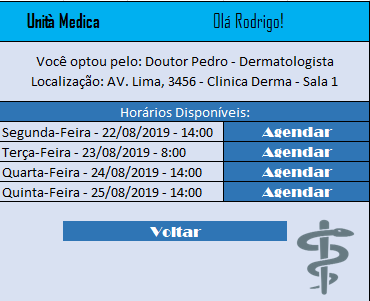 Unità Medica Olá Rodrigo!
Você optou pelo: Doutor Pedro - Dermatologista
Localização: AV. Lima, 3456 - Clinica Derma - Sala 1
Horários Disponíveis:
Segunda-Feira - 22/08/2019 - 14:00 Agendar
Terça-Feira - 23/08/2019 - 8:00 Agendar
Quarta-Feira - 24/08/2019 - 14:00 Agendar
Quinta-Feira - 25/08/2019 - 14:00 Agendar
Voltar